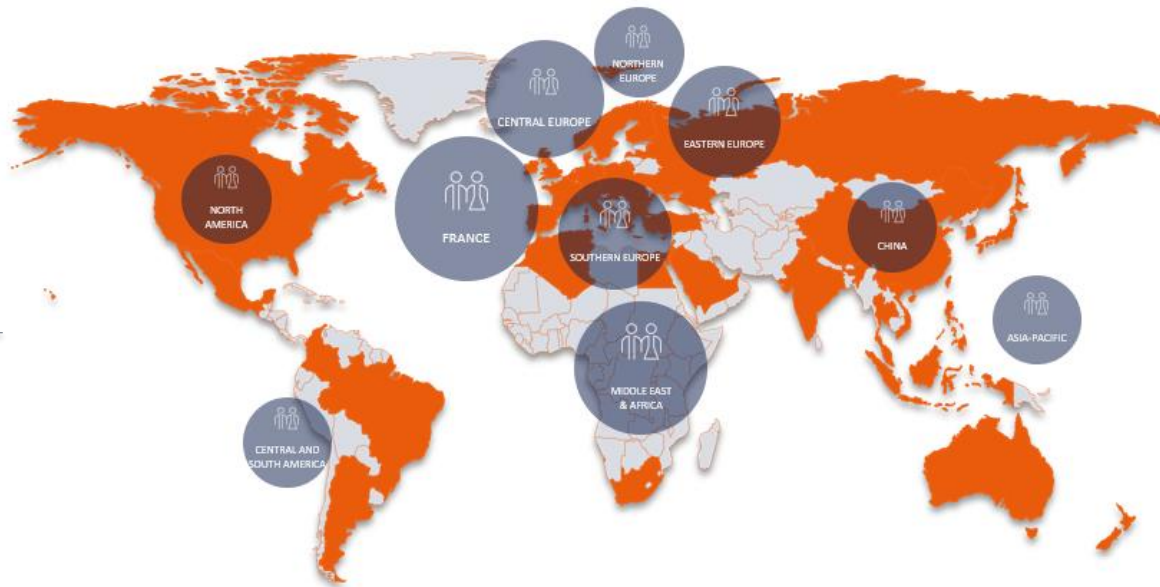 NORTHERN
EUROPE
CENTRAL EUROPE
EASTERN EUROPE
NORTH
AMERICA
FRANCE
SOUTHERN EUROPE
CHINA
ASIA-PACIFIC
MIDDLE EAST
& AFRICA
CENTRAL AND
SOUTH AMERICA